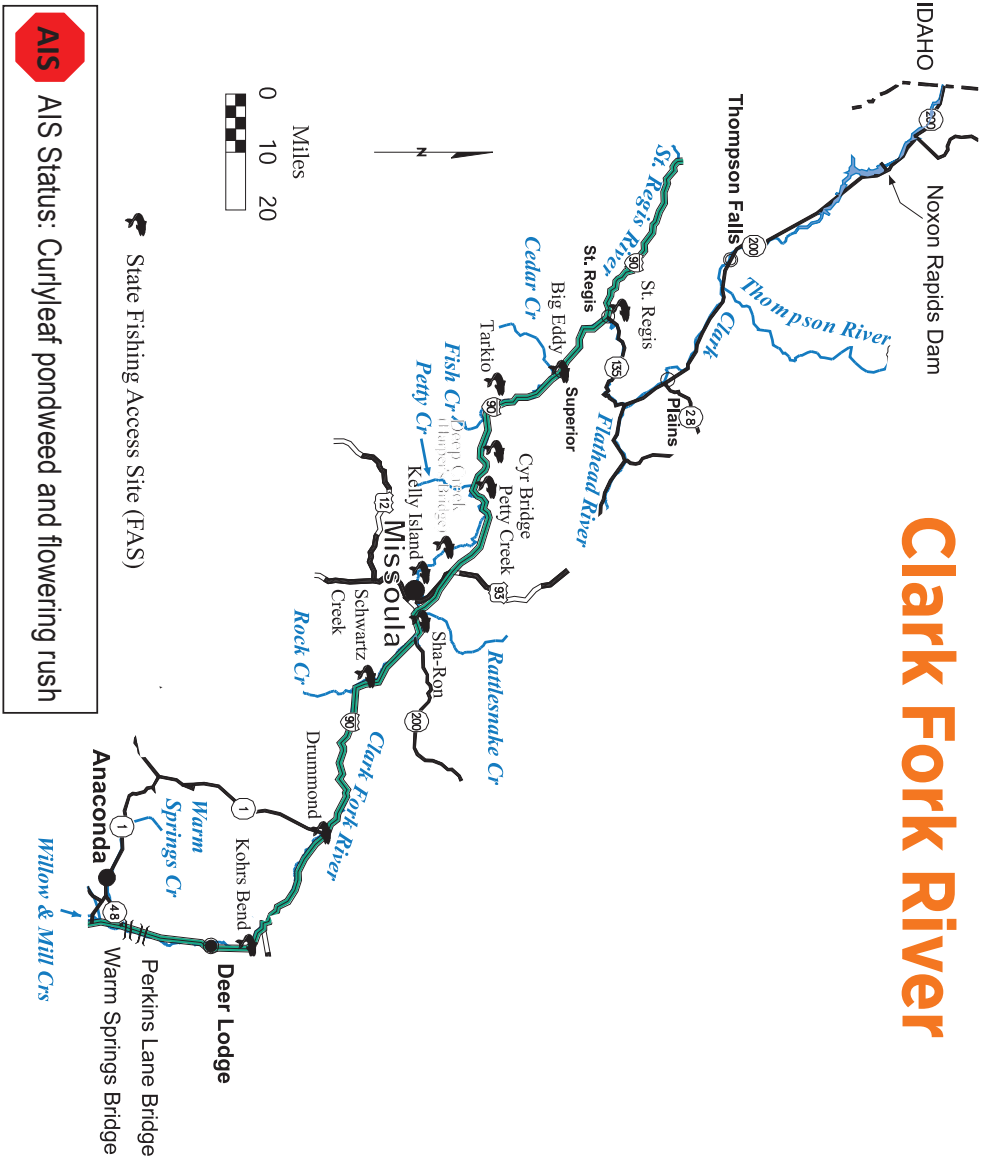 Clark Fork River
IDAHO
200
Noxon Rapids Dam
Thompson Falls
200
Thompson River
Clark
Plains
28
135
Flathead River
St. Regis River
90
St. Regis
St. Regis
Cedar Cr
Big Eddy
Superior
Tarkio
90
Fish Cr
Petty Cr
Deep Creek
(Harper's Bridge)
Cyr Bridge
Petty Creek
Kelly Island
93
12
Missoula
Sha-Ron
Rattlesnake Cr
200
Schwartz
Creek
Rock Cr
90
Clark Fork River
Drummond
1
Kohrs Bend
Warm
Springs Cr
1
Anaconda
48
Deer Lodge
Perkins Lane Bridge
Warm Springs Bridge
Willow & Mill Crs
N
Miles
0 10 20
State Fishing Access Site (FAS)
AIS AIS Status: Curlyleaf pondweed and flowering rush